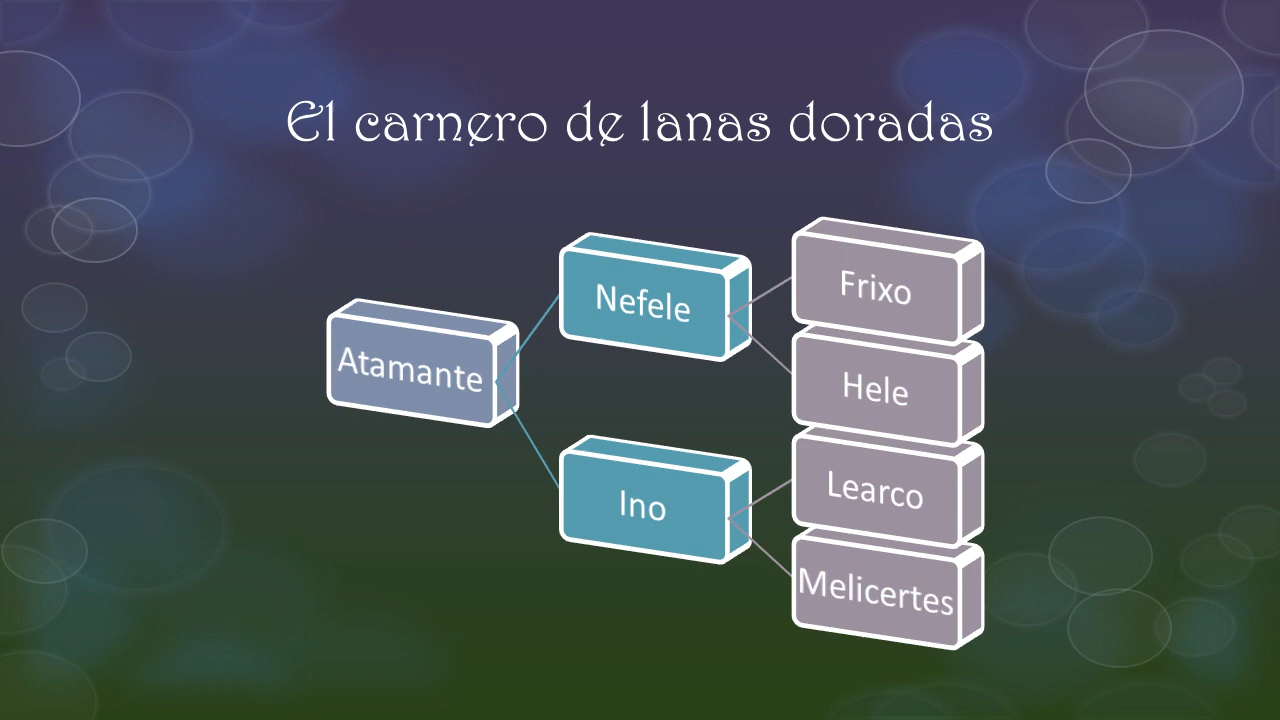 El carnero de lanas doradas
Atamante
Nefele
Frixo
Hele
Ino
Learco
Melicertes